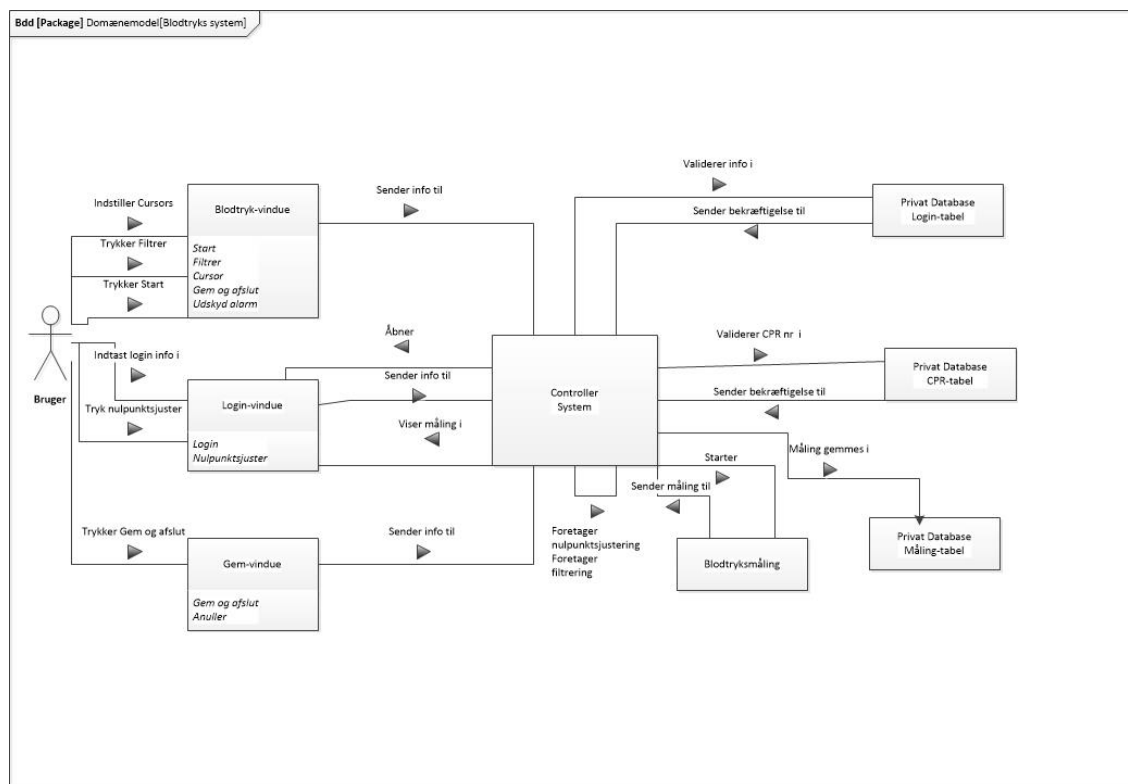 Bdd [Package] Domænemodel[Blodtryks system]
Indstiller Cursors
Trykker Filtrer
Trykker Start
Blodtryk-vindue
Start
Filtrer
Cursor
Gem og afslut
Udskyd alarm
Sender info til
Validerer info i
Sender bekræftigelse til
Privat Database
Login-tabel
Bruger
Indtast login info i
Tryk nulpunktsjuster
Login-vindue
Login
Nulpunktsjuster
Åbner
Sender info til
Viser måling i
Controller
System
Validerer CPR nr i
Sender bekræftigelse til
Privat Database
CPR-tabel
Måling gemmes i
Starter
Sender måling til
Trykker Gem og afslut
Gem-vindue
Gem og afslut
Anuller
Sender info til
Foretager
nulpunktsjustering
Foretager
filtrering
Blodtryksmåling
Privat Database
Måling-tabel